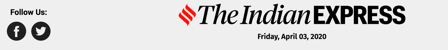 Follow Us:
The Indian EXPRESS
Friday, April 03, 2020